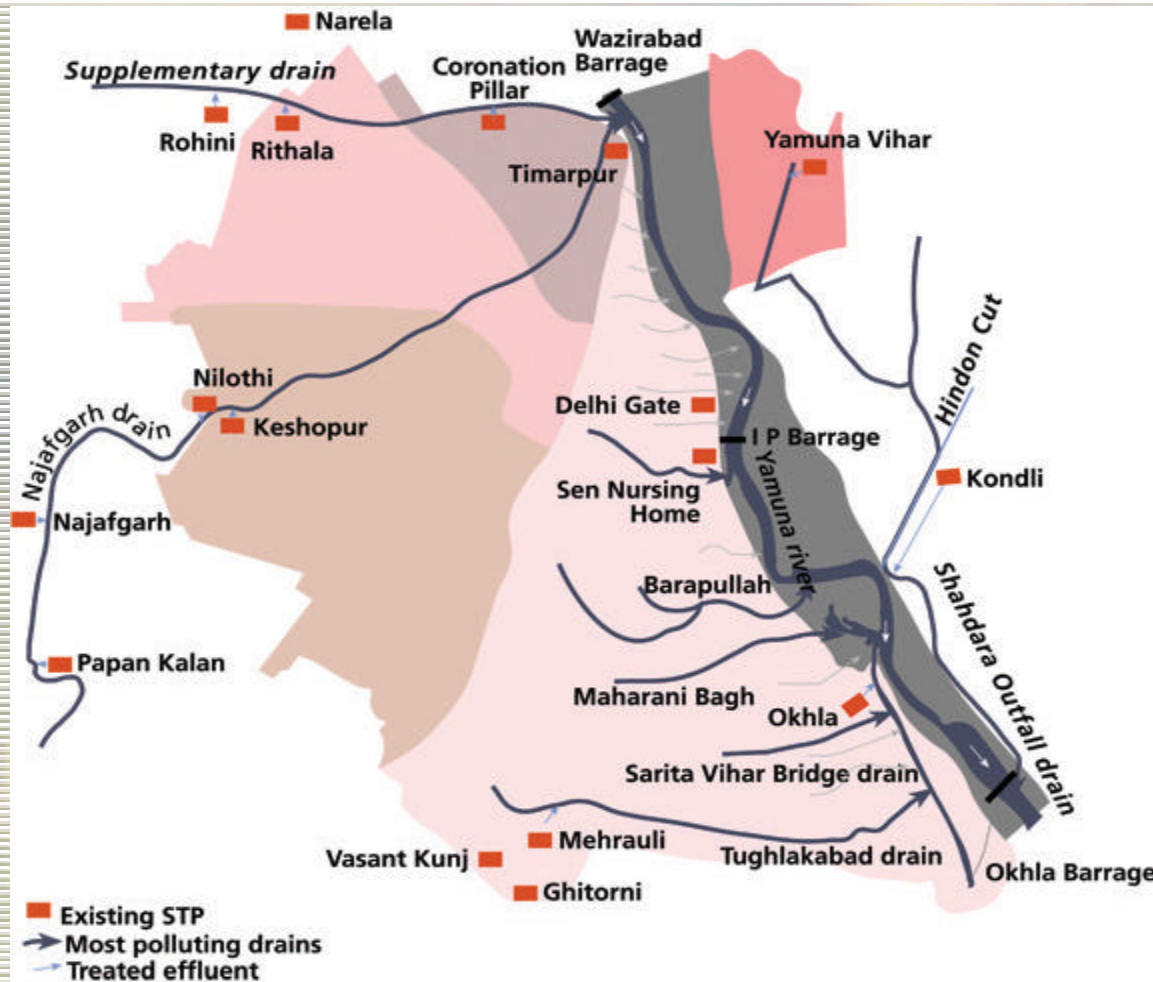 Narela
Wazirabad
Barrage
Supplementary drain
Coronation
Pillar
Rohini
Rithala
Timarpur
Yamuna Vihar
Hindon Cut
Nilothi
Keshopur
Najafgarh drain
Najafgarh
Delhi Gate
I P Barrage
Sen Nursing
Home
Yamuna river
Kondli
Barapullah
Shahdara Outfall drain
Papan Kalan
Maharani Bagh
Okhla
Sarita Vihar Bridge drain
Mehrauli
Vasant Kunj
Tughlakabad drain
Okhla Barrage
Ghitorni
Existing STP
Most polluting drains
Treated effluent